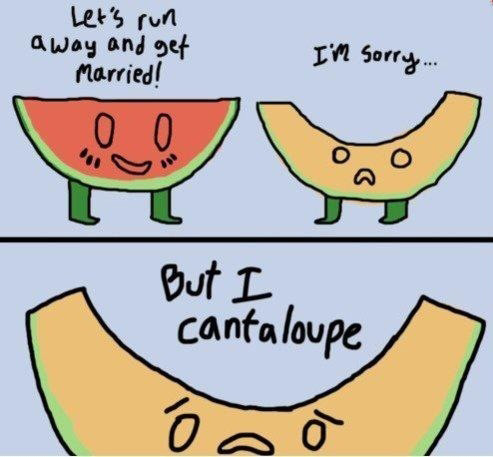 Let's run
away and get
Married!
I'm sorry...
But I
cantaloupe